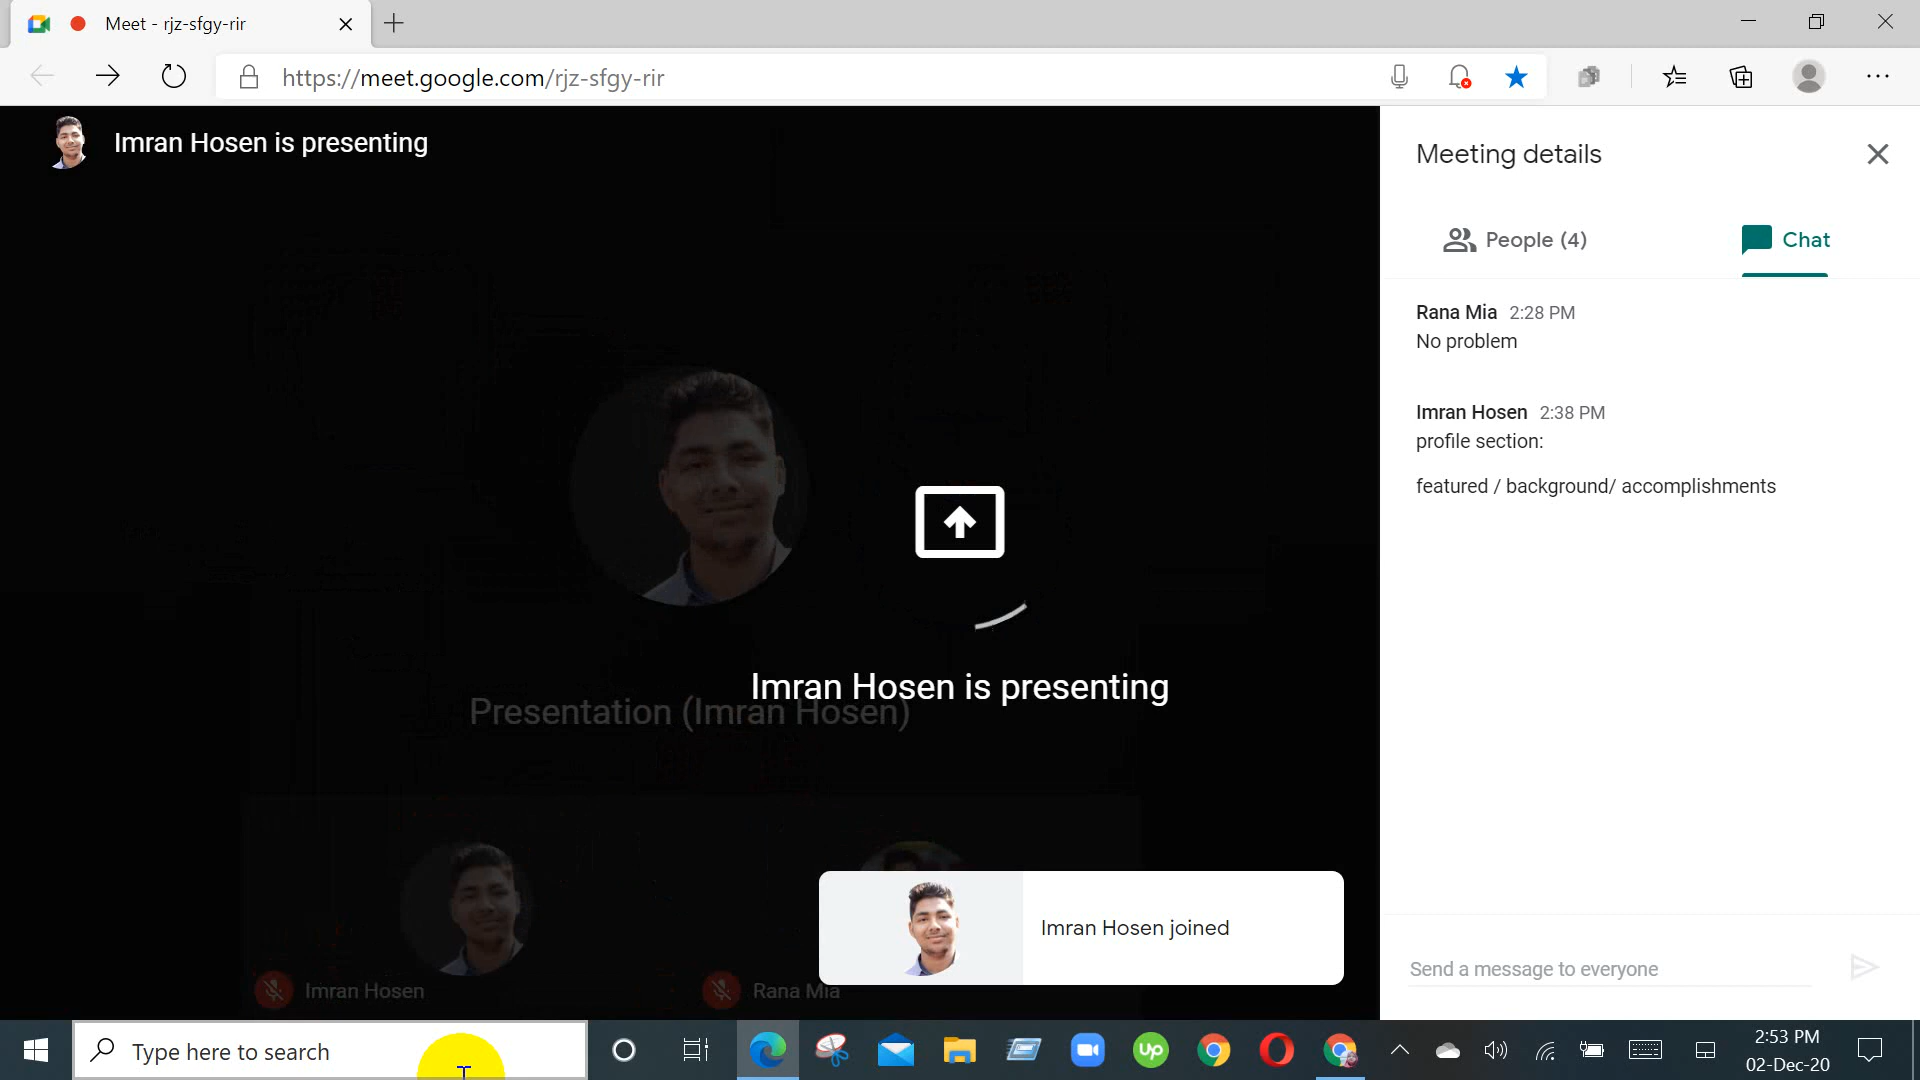 Meet - rjz-sfgy-rir
https://meet.google.com/rjz-sfgy-rir
Imran Hosen is presenting
Meeting details
People (4)
Chat
Rana Mia 2:28 PM
No problem
Imran Hosen 2:38 PM
profile section:
featured / background/ accomplishments
Imran Hosen is presenting
Presentation (Imran Hosen)
Imran Hosen joined
Imran Hosen
Rana Mia
Send a message to everyone
Type here to search
up
2:53 PM
02-Dec-20